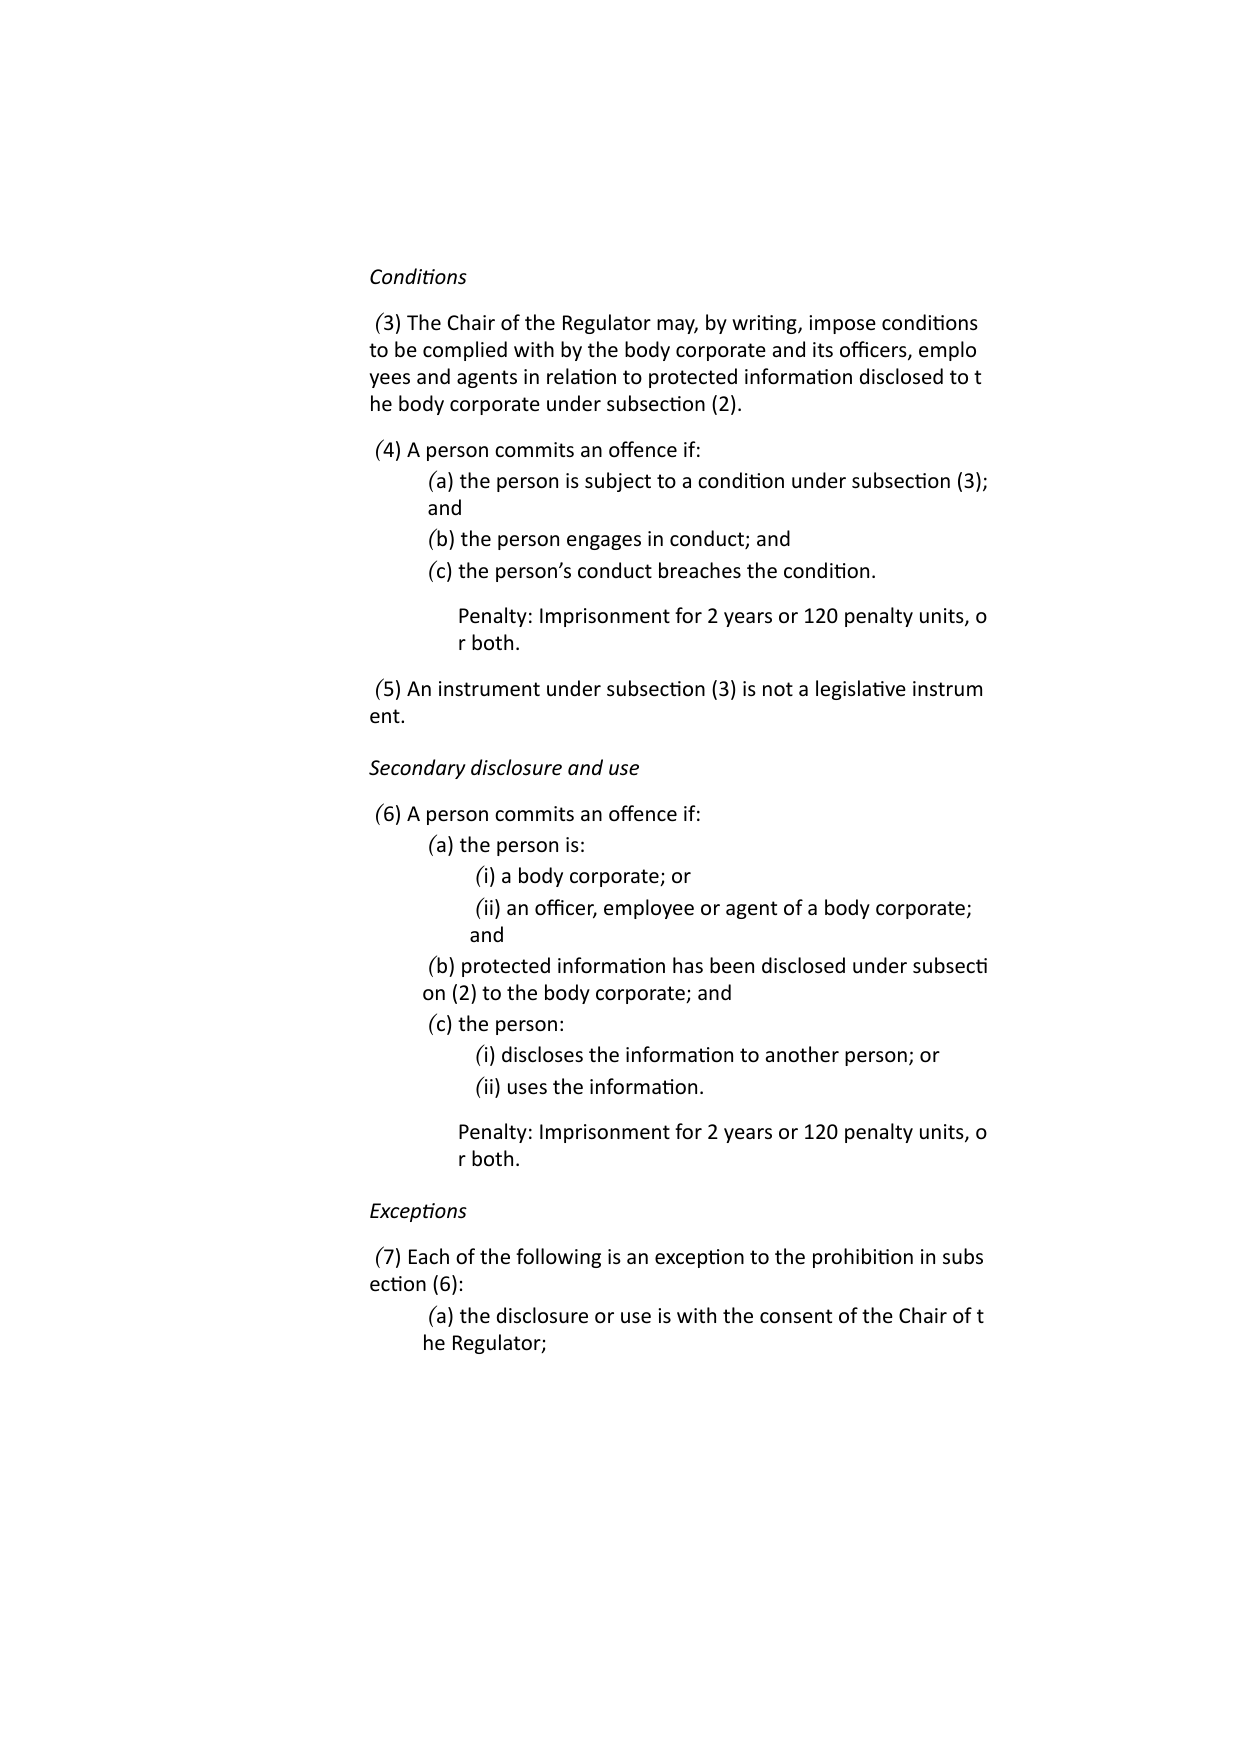 Conditions
(3) The Chair of the Regulator may, by writing, impose conditions
to be complied with by the body corporate and its officers, emplo
yees and agents in relation to protected information disclosed to t
he body corporate under subsection (2).
(4) A person commits an offence if:
(a) the person is subject to a condition under subsection (3);
and
(b) the person engages in conduct; and
(c) the person’s conduct breaches the condition.
Penalty: Imprisonment for 2 years or 120 penalty units, o
r both.
(5) An instrument under subsection (3) is not a legislative instrum
ent.
Secondary disclosure and use
(6) A person commits an offence if:
(a) the person is:
(i) a body corporate; or
(ii) an officer, employee or agent of a body corporate;
and
(b) protected information has been disclosed under subsecti
on (2) to the body corporate; and
(c) the person:
(i) discloses the information to another person; or
(ii) uses the information.
Penalty: Imprisonment for 2 years or 120 penalty units, o
r both.
Exceptions
(7) Each of the following is an exception to the prohibition in subs
ection (6):
(a) the disclosure or use is with the consent of the Chair of t
he Regulator;